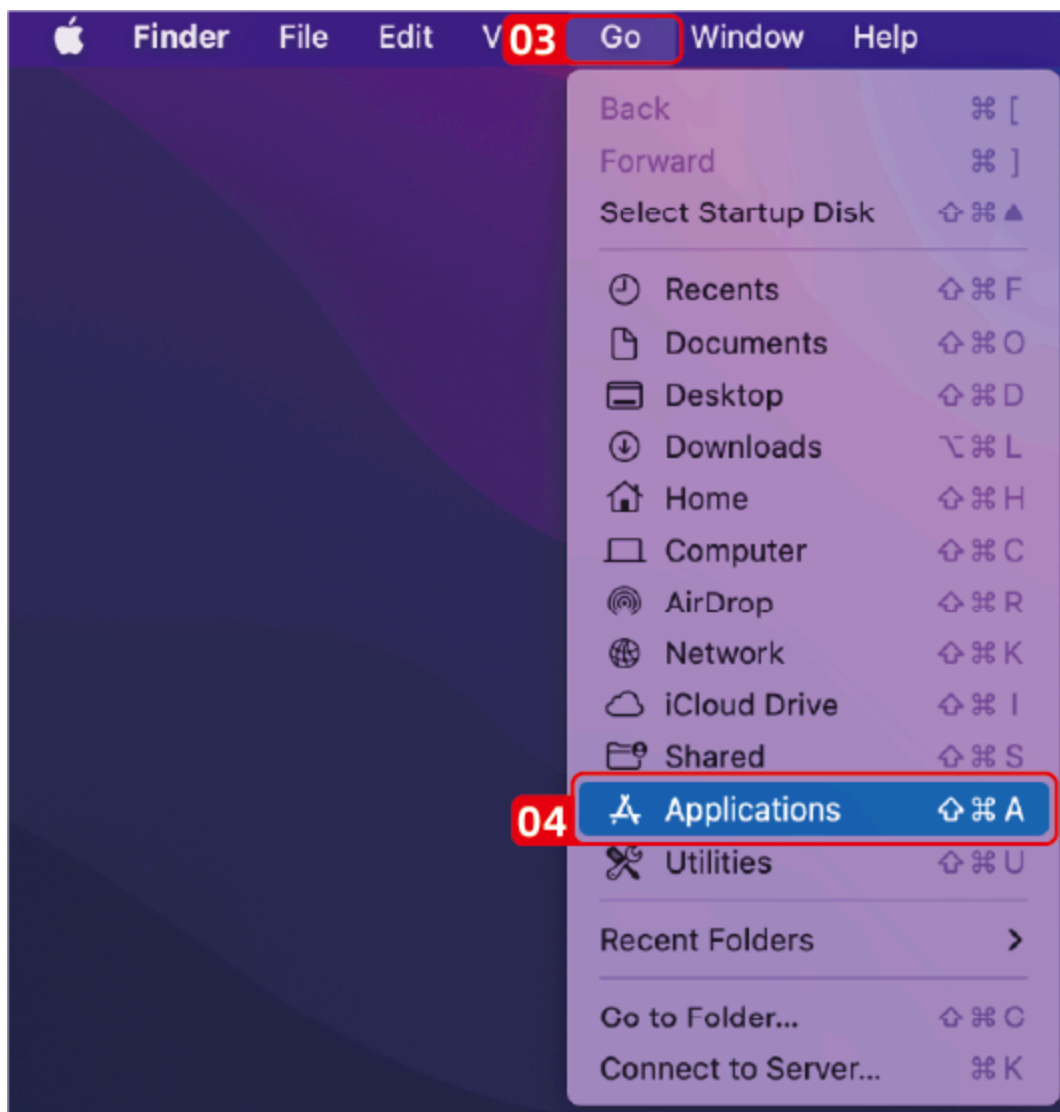 Finder File Edit V 03 Go Window Help
Back ⌘ [
Forward ⌘ ]
Select Startup Disk ⇧ ⌘ ▲
Recents ⇧ ⌘ F
Documents ⇧ ⌘ O
Desktop ⇧ ⌘ D
Downloads ⌥ ⌘ L
Home ⇧ ⌘ H
Computer ⇧ ⌘ C
AirDrop ⇧ ⌘ R
Network ⇧ ⌘ K
iCloud Drive ⇧ ⌘ I
Shared ⇧ ⌘ S
04 Applications ⇧ ⌘ A
Utilities ⇧ ⌘ U
Recent Folders >
Go to Folder... ⇧ ⌘ G
Connect to Server... ⌘ K